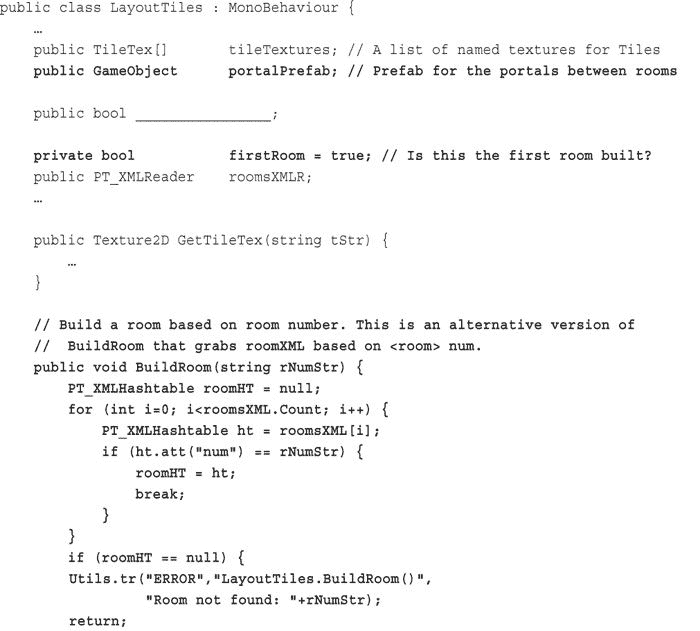 public class LayoutTiles : MonoBehaviour {
    …
    public TileTex[]       tileTextures; // A list of named textures for Tiles
    public GameObject      portalPrefab; // Prefab for the portals between rooms

    public bool ________________;

    private bool           firstRoom = true; // Is this the first room built?
    public PT_XMLReader    roomsXMLR;
    …

    public Texture2D GetTileTex(string tStr) {
        …
    }

    // Build a room based on room number. This is an alternative version of
    //  BuildRoom that grabs roomXML based on <room> num.
    public void BuildRoom(string rNumStr) {
        PT_XMLHashtable roomHT = null;
        for (int i=0; i<roomsXML.Count; i++) {
            PT_XMLHashtable ht = roomsXML[i];
            if (ht.att("num") == rNumStr) {
                roomHT = ht;
                break;
            }
        }
        if (roomHT == null) {
        Utils.tr("ERROR","LayoutTiles.BuildRoom()",
                 "Room not found: "+rNumStr);
        return;